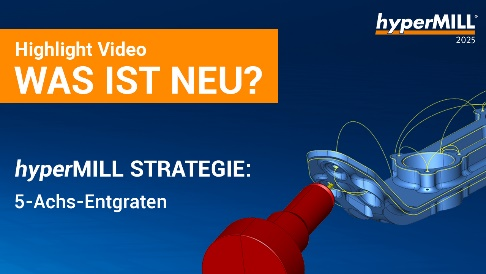 hyperMILL®
2025
Highlight Video
WAS IST NEU?
hyperMILL STRATEGIE:
5-Achs-Entgraten